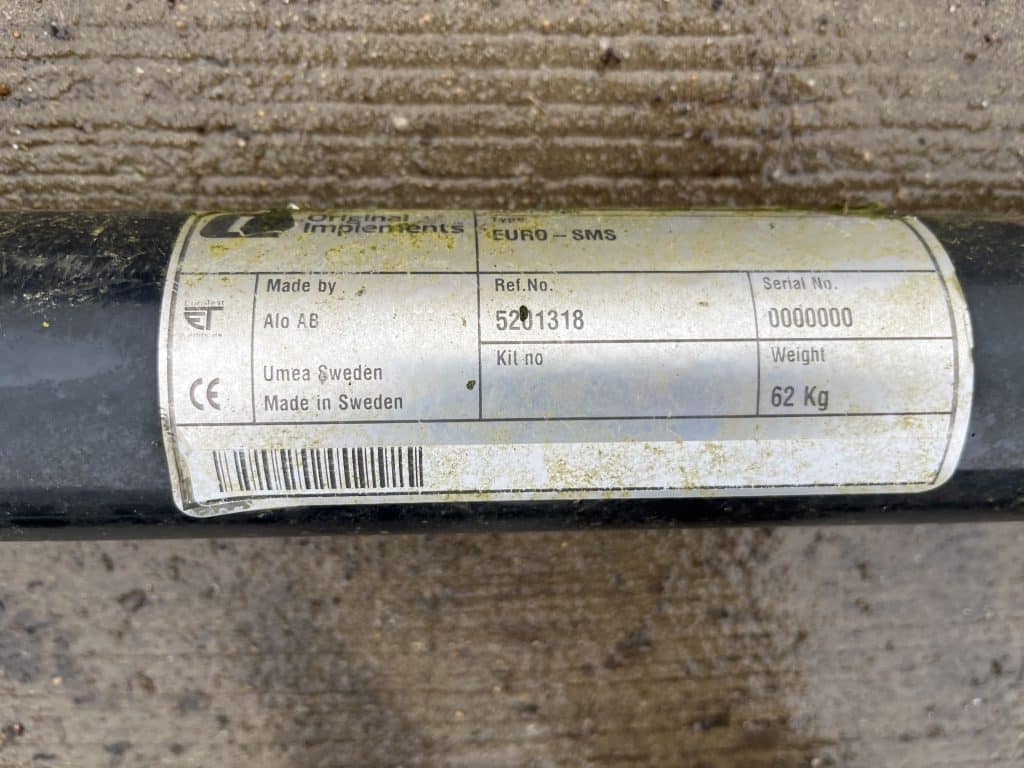 Original
Implements
Type
EURO – SMS
Made by
Alo AB
Umea Sweden
Made in Sweden
Ref.No.
5201318
Serial No.
0000000
Kit no
Weight
62 Kg
ET
CE